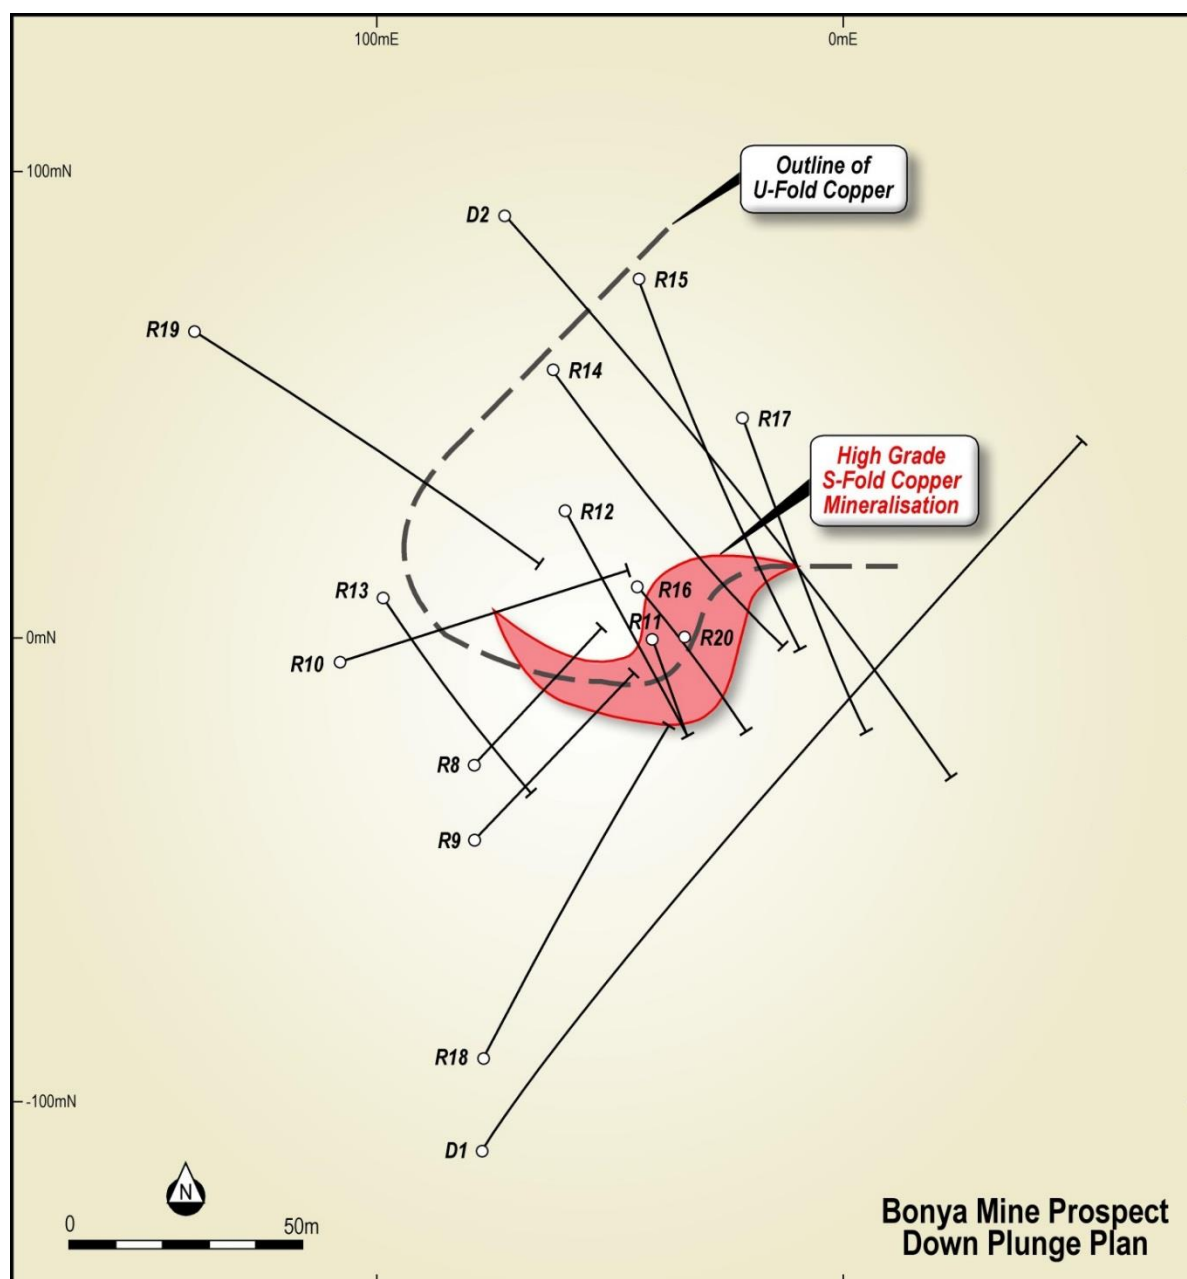 100mE
0mE
100mN
Outline of
U-Fold Copper
D2
R15
R19
R14
R17
High Grade
S-Fold Copper
Mineralisation
R12
R16
R13
R11
R20
0mN
R10
R8
R9
R18
-100mN
D1
N
0
50m
Bonya Mine Prospect
Down Plunge Plan